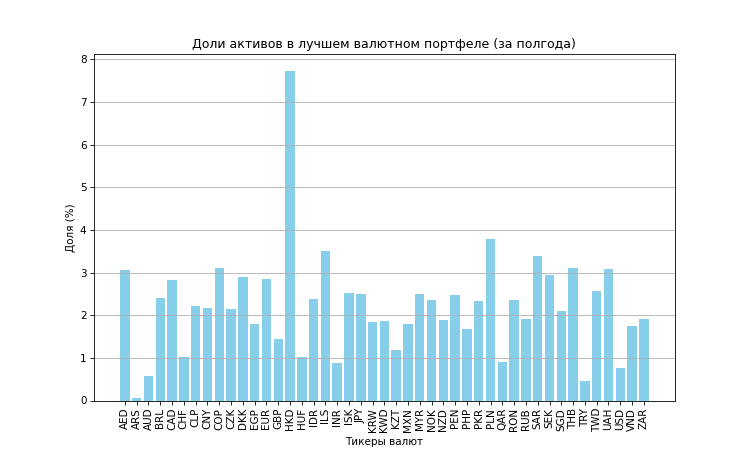 Доли активов в лучшем валютном портфеле (за полгода)
8
7
6
5
4
3
2
1
0
Доля (%)
AED
ARS
AUD
BRL
CAD
CHF
CLP
CNY
COP
CZK
DKK
EGP
EUR
GBP
HKD
HUF
IDR
ILS
INR
ISK
JPY
KRW
KWD
KZT
MXN
MYR
NOK
NZD
PEN
PHP
PKR
PLN
QAR
RON
RUB
SAR
SEK
SGD
THB
TRY
TWD
UAH
USD
VND
ZAR
Тикеры валют